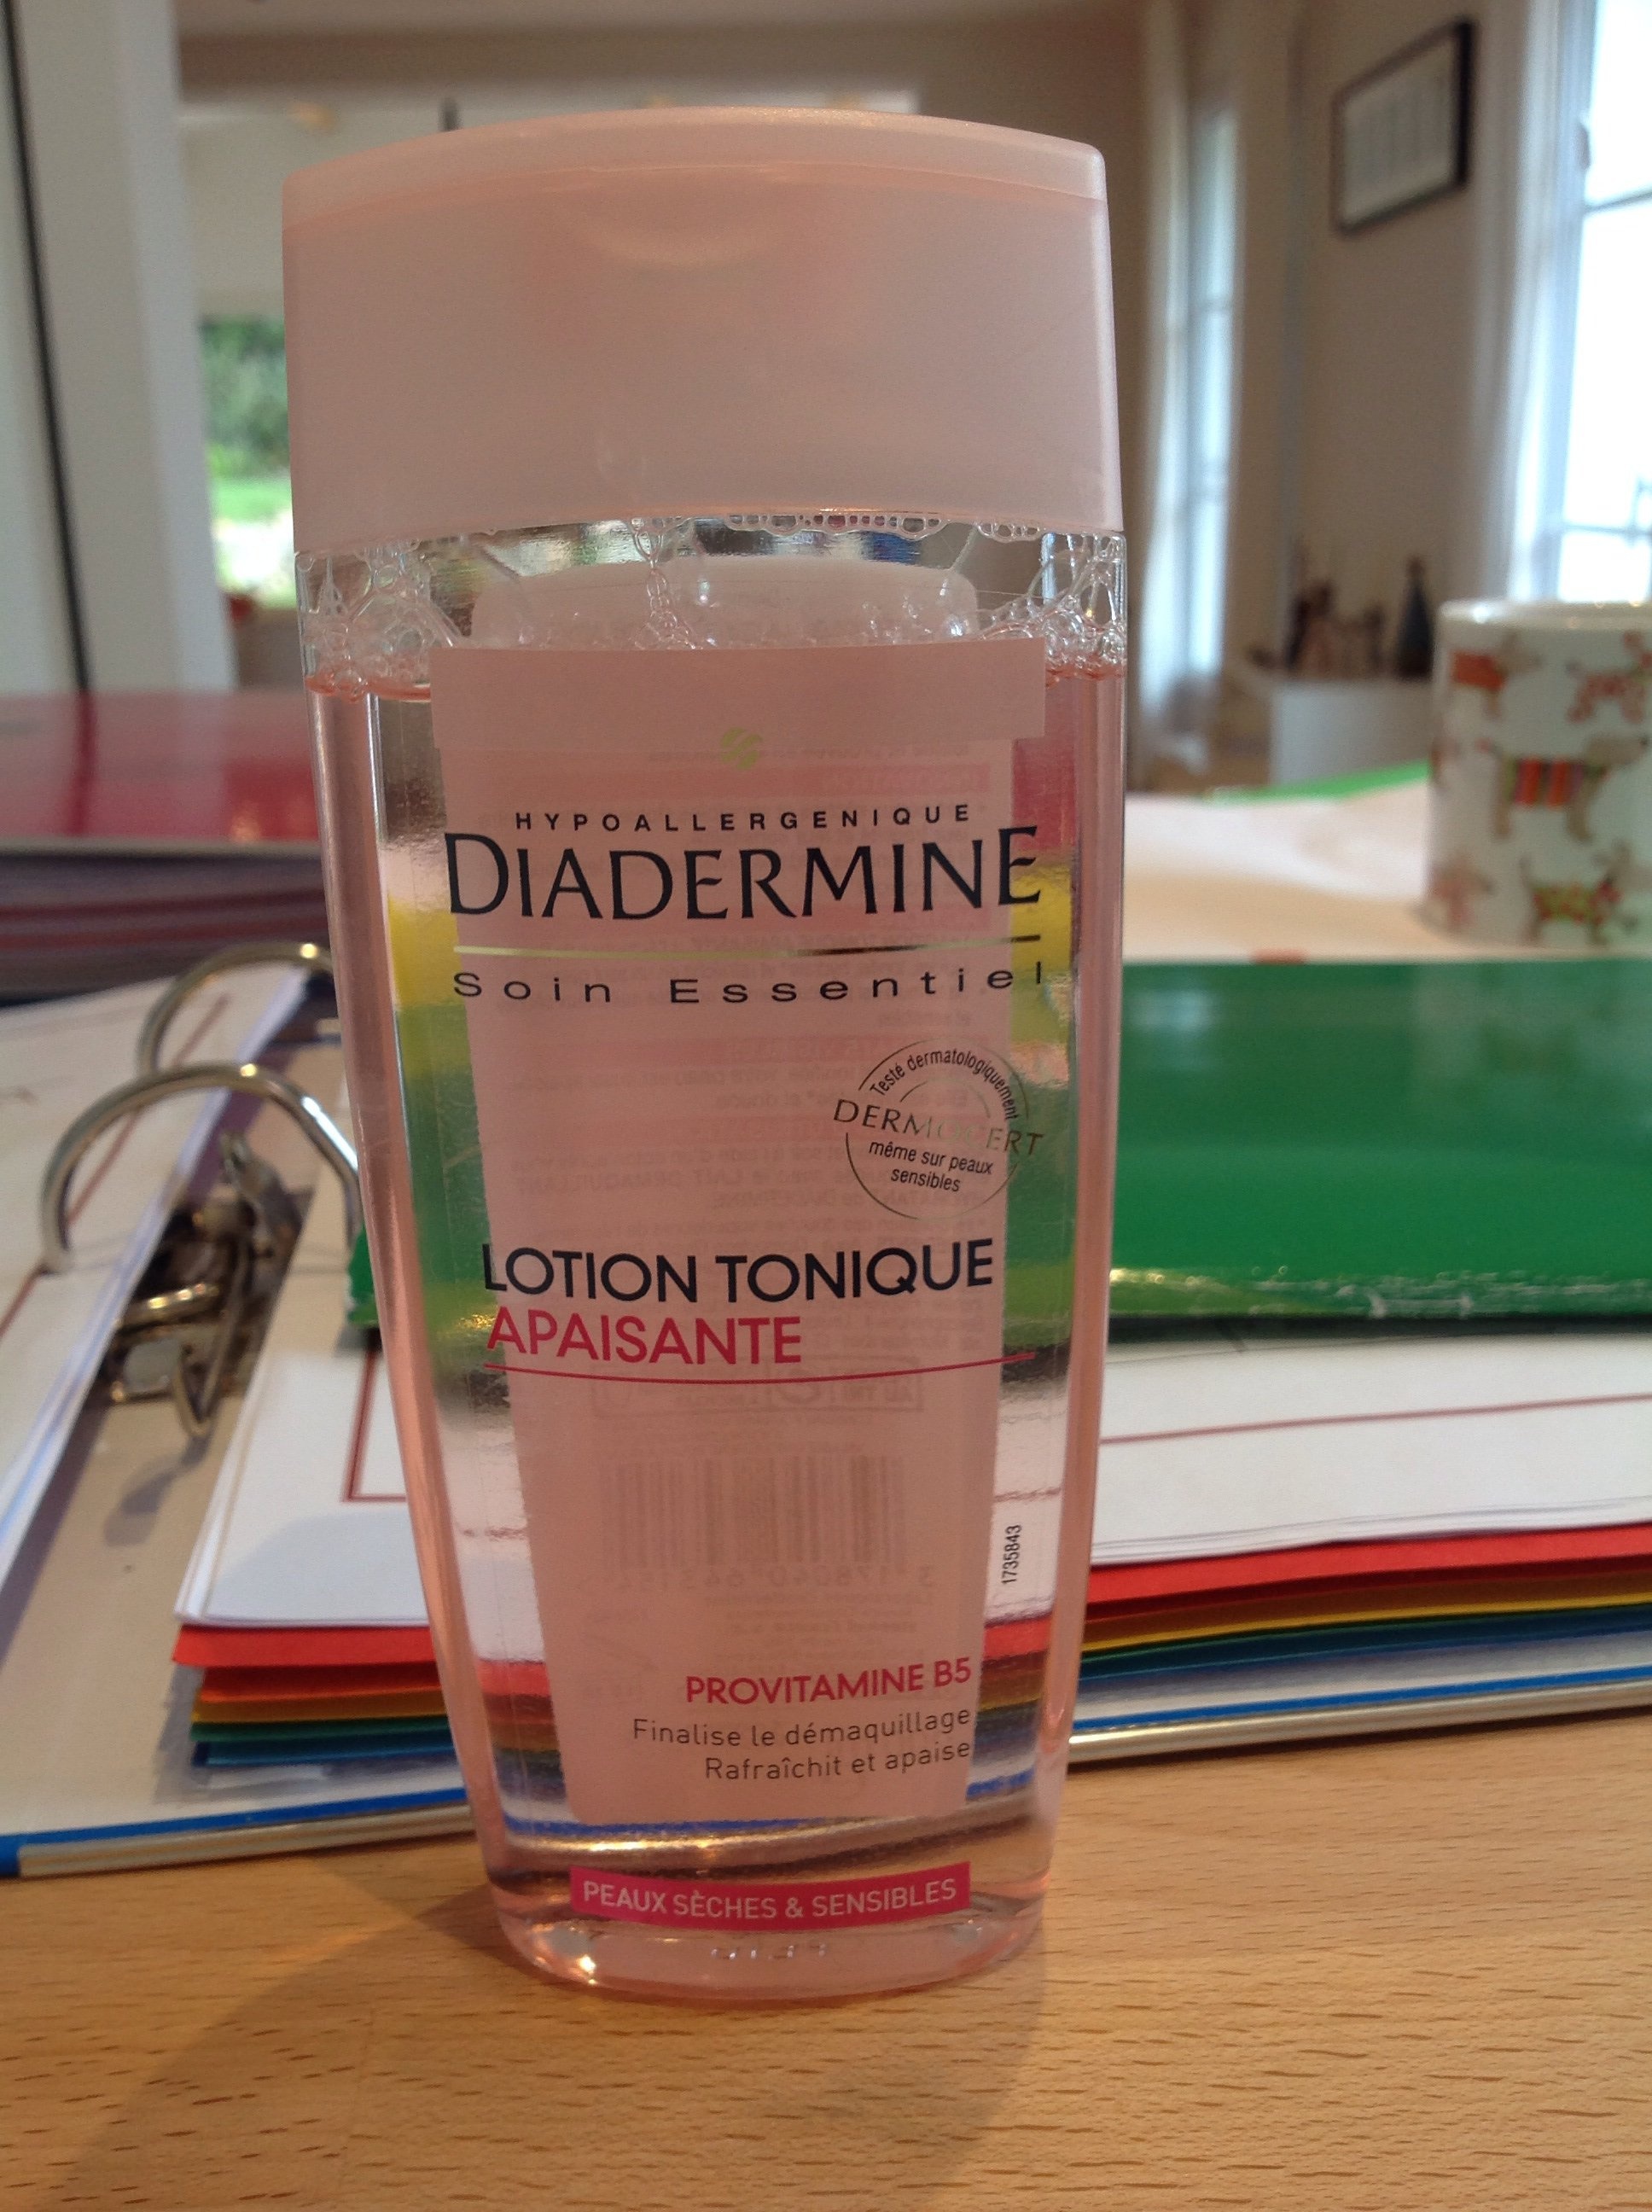 HYPOALLERGENIQUE
DIADERMINE
Soin Essentiel
Testé dermatologiquement
DERMOCERT
même sur peaux
sensibles
LOTION TONIQUE
APAISANTE
1735843
PROVITAMINE B5
Finalise le démaquillage
Rafraîchit et apaise
PEAUX SÈCHES & SENSIBLES